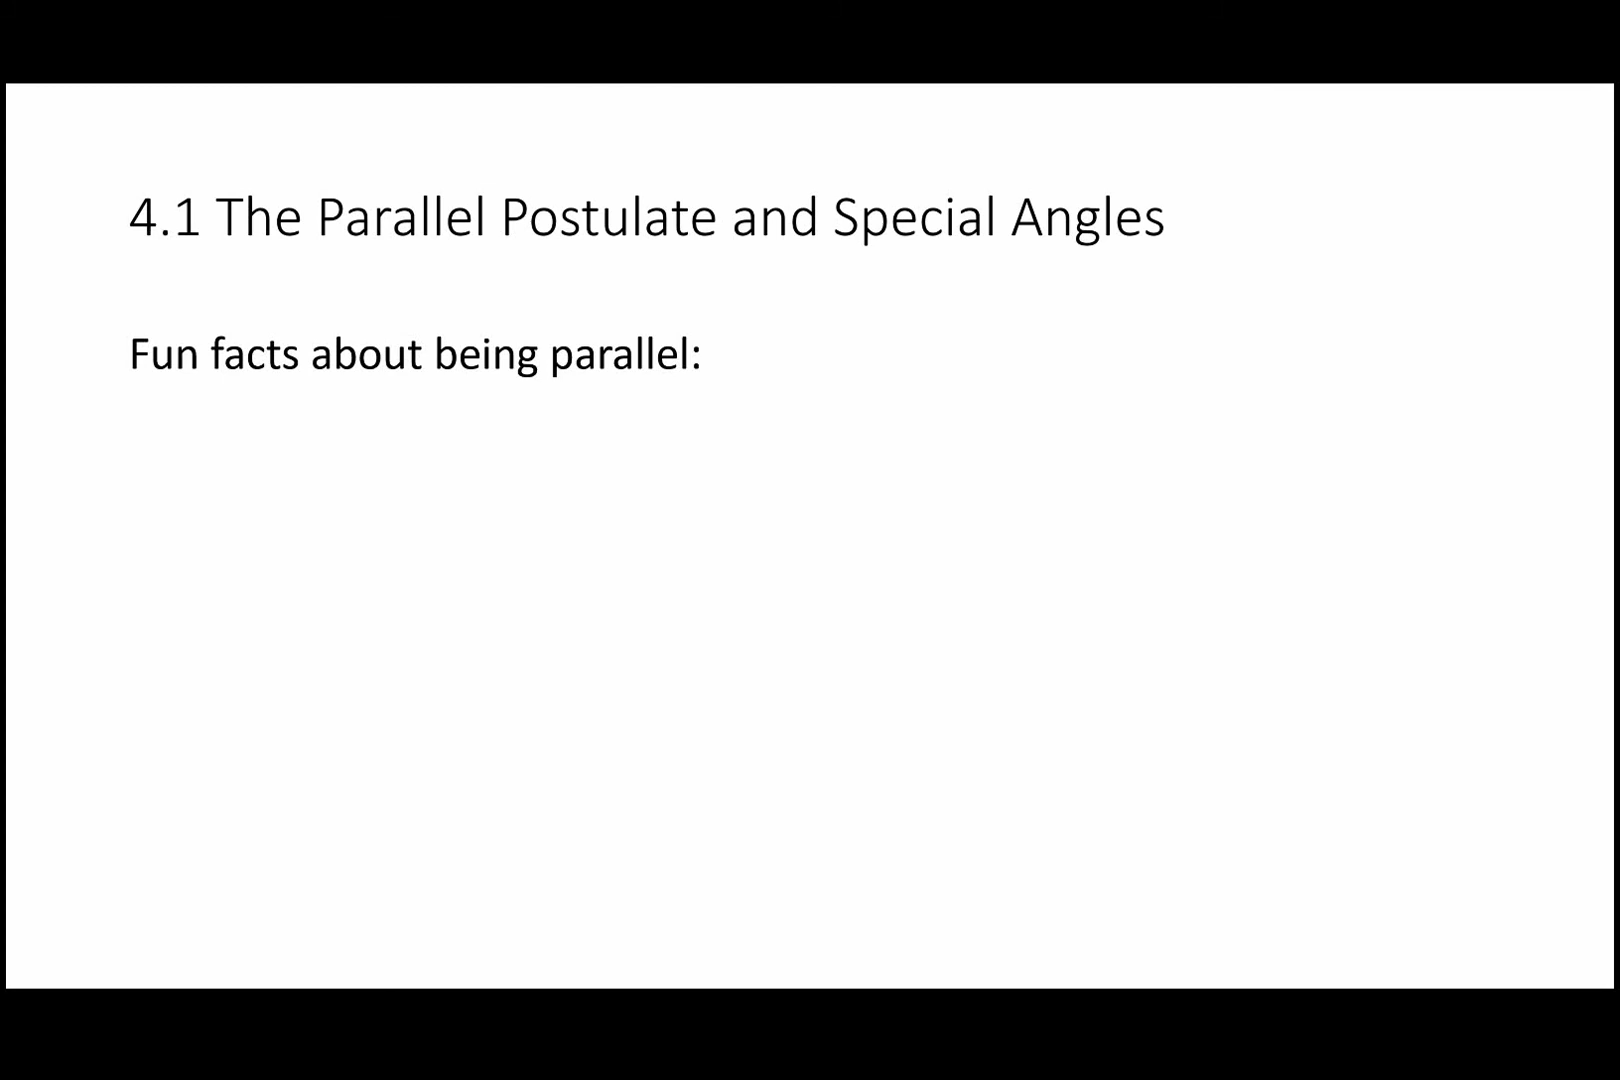 4.1 The Parallel Postulate and Special Angles
Fun facts about being parallel: